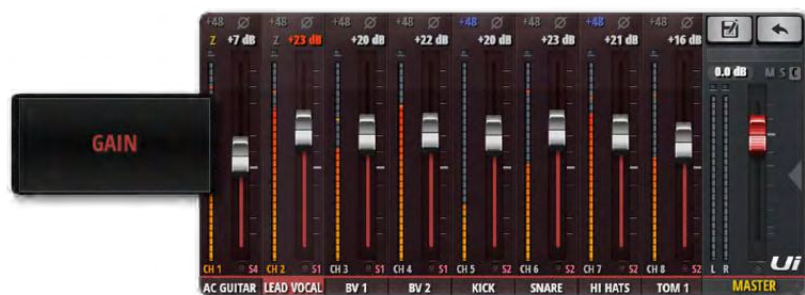 +48 +48 +48 +48 +48 +48 +48 +48
Z +7 dB Z +23 dB +20 dB +22 dB +20 dB +23 dB +21 dB +16 dB
0.0 dB M S
GAIN
CH 1 S4 CH 2 S1 CH 3 S1 CH 4 S1 CH 5 S2 CH 6 S2 CH 7 S2 CH 8 S2 L R Ui
AC GUITAR LEAD VOCAL BV 1 BV 2 KICK SNARE HI HATS TOM 1 MASTER